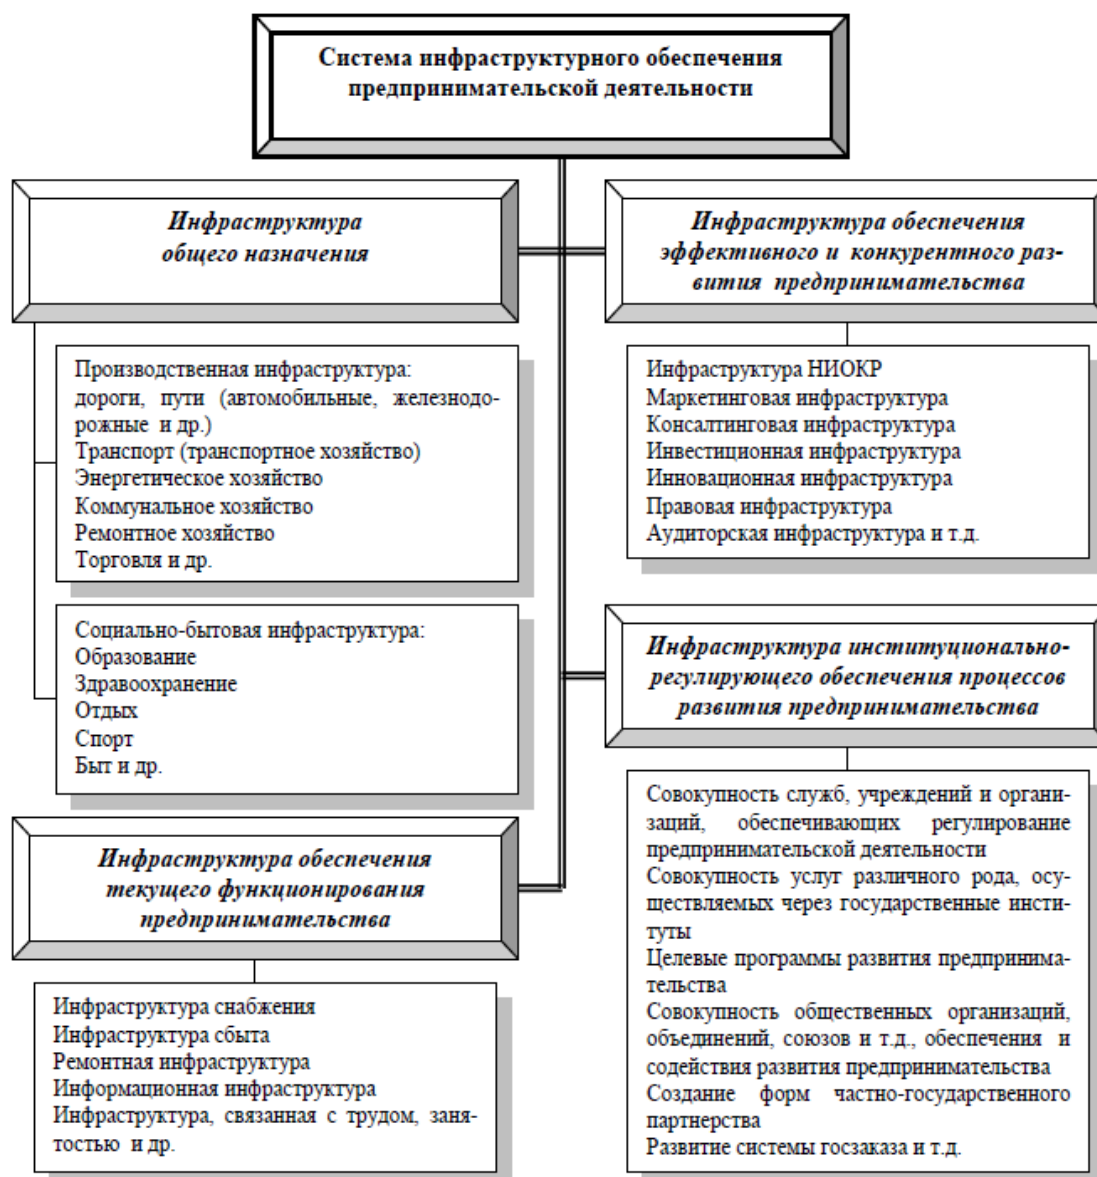 Система инфраструктурного обеспечения
предпринимательской деятельности
Инфраструктура
общего назначения
Производственная инфраструктура:
дороги, пути (автомобильные, железнодо-
рожные и др.)
Транспорт (транспортное хозяйство)
Энергетическое хозяйство
Коммунальное хозяйство
Ремонтное хозяйство
Торговля и др.
Социально-бытовая инфраструктура:
Образование
Здравоохранение
Отдых
Спорт
Быт и др.
Инфраструктура обеспечения
текущего функционирования
предпринимательства
Инфраструктура снабжения
Инфраструктура сбыта
Ремонтная инфраструктура
Информационная инфраструктура
Инфраструктура, связанная с трудом, заня-
тостью и др.
Инфраструктура обеспечения
эффективного и конкурентного раз-
вития предпринимательства
Инфраструктура НИОКР
Маркетинговая инфраструктура
Консалтинговая инфраструктура
Инвестиционная инфраструктура
Инновационная инфраструктура
Правовая инфраструктура
Аудиторская инфраструктура и т.д.
Инфраструктура институционально-
регулирующего обеспечения процессов
развития предпринимательства
Совокупность служб, учреждений и органи-
заций, обеспечивающих регулирование
предпринимательской деятельности
Совокупность услуг различного рода, осу-
ществляемых через государственные инсти-
туты
Целевые программы развития предпринима-
тельства
Совокупность общественных организаций,
объединений, союзов и т.д., обеспечения и
содействия развития предпринимательства
Создание форм частно-государственного
партнерства
Развитие системы госзаказа и т.д.